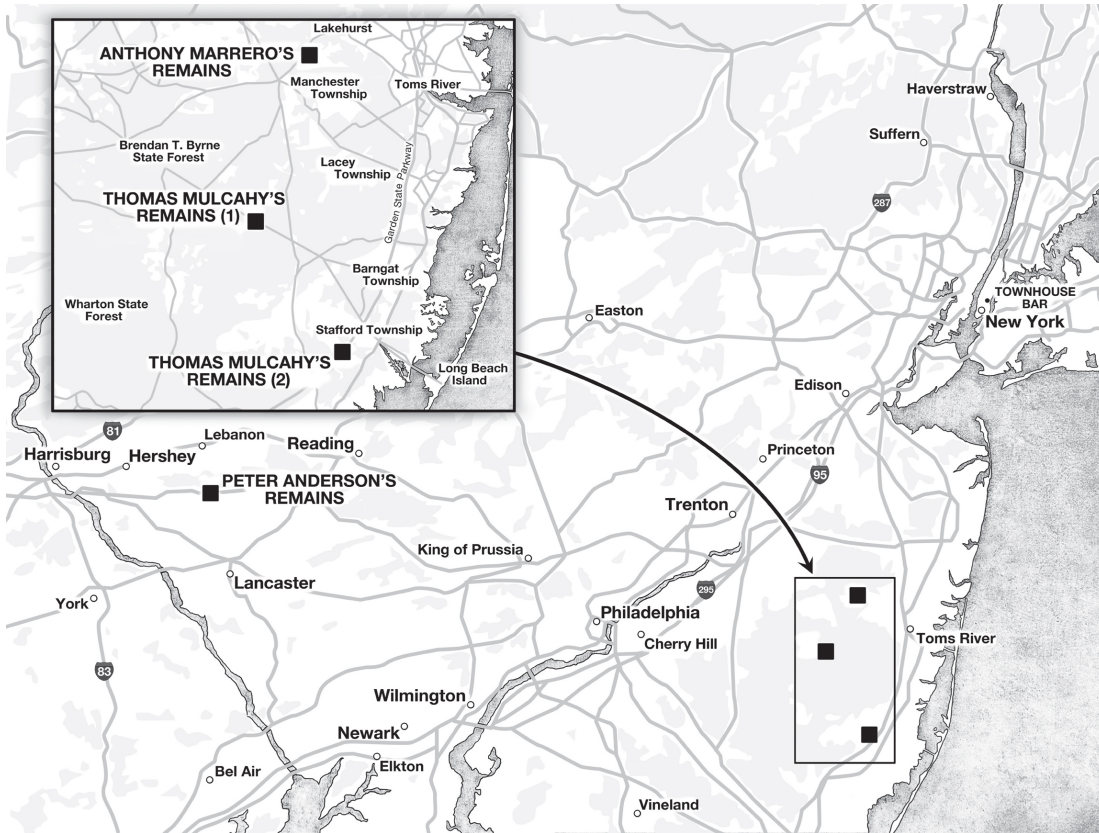 Lakehurst
ANTHONY MARRERO'S
REMAINS
Manchester
Township
Toms River
Brendan T. Byrne
State Forest
Lacey
Township
Garden State Parkway
THOMAS MULCAHY'S
REMAINS (1)
Barngat
Township
Wharton State
Forest
Stafford Township
THOMAS MULCAHY'S
REMAINS (2)
Long Beach
Island
Haverstraw
Suffern
287
TOWNHOUSE
BAR
New York
Easton
Edison
81
Lebanon
Reading
Harrisburg
Hershey
Princeton
95
PETER ANDERSON'S
REMAINS
Trenton
King of Prussia
Lancaster
295
York
Philadelphia
Cherry Hill
Toms River
83
Wilmington
Newark
Elkton
Bel Air
Vineland